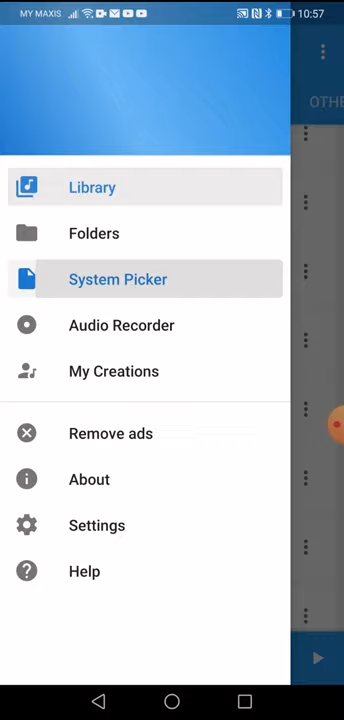 MY MAXIS 10:57
OTHE
Library
Folders
System Picker
Audio Recorder
My Creations
Remove ads
About
Settings
Help